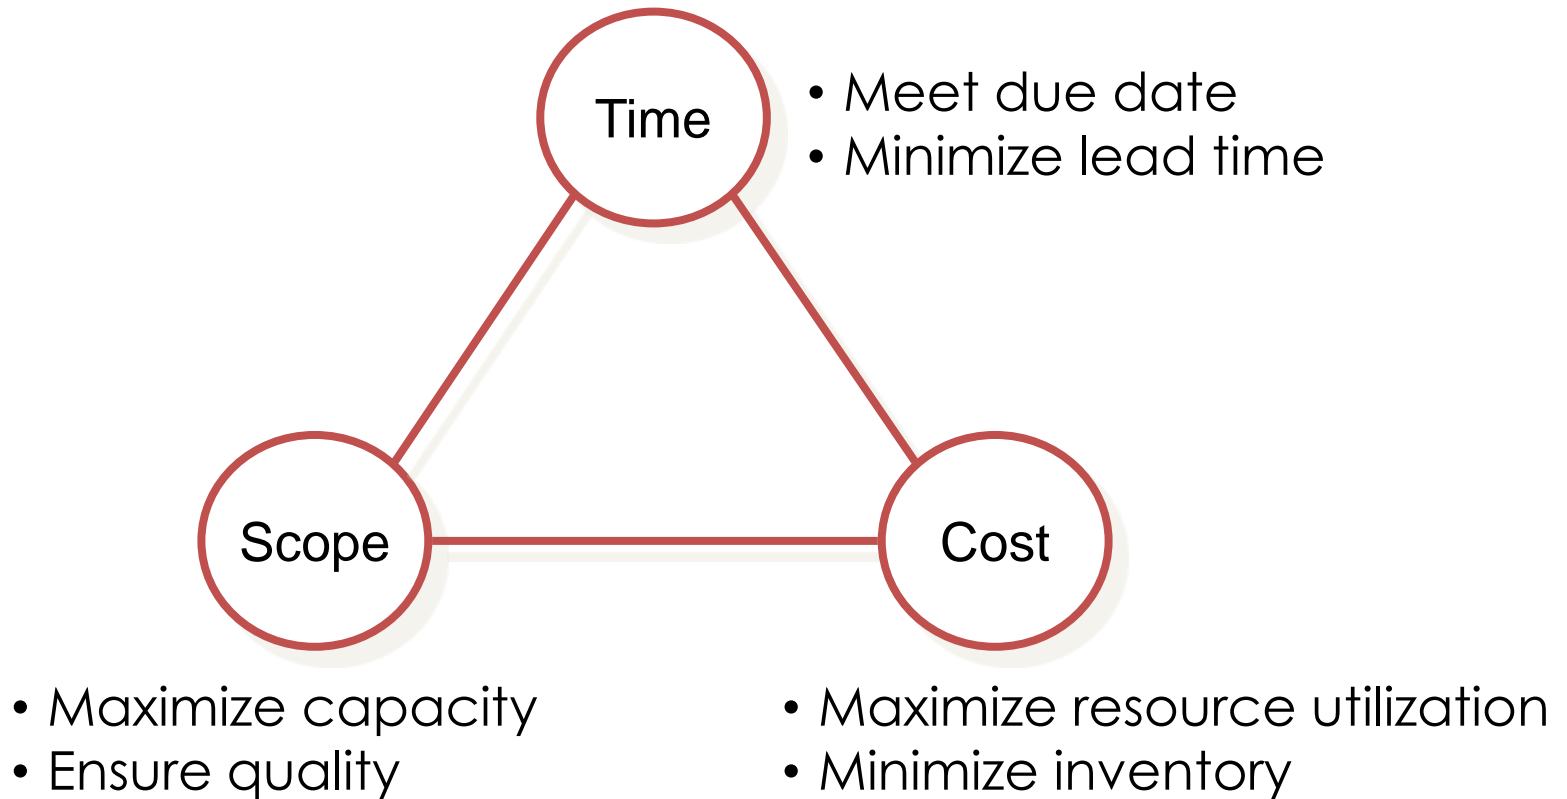 Time
• Meet due date
• Minimize lead time
Scope
Cost
• Maximize capacity
• Ensure quality
• Maximize resource utilization
• Minimize inventory